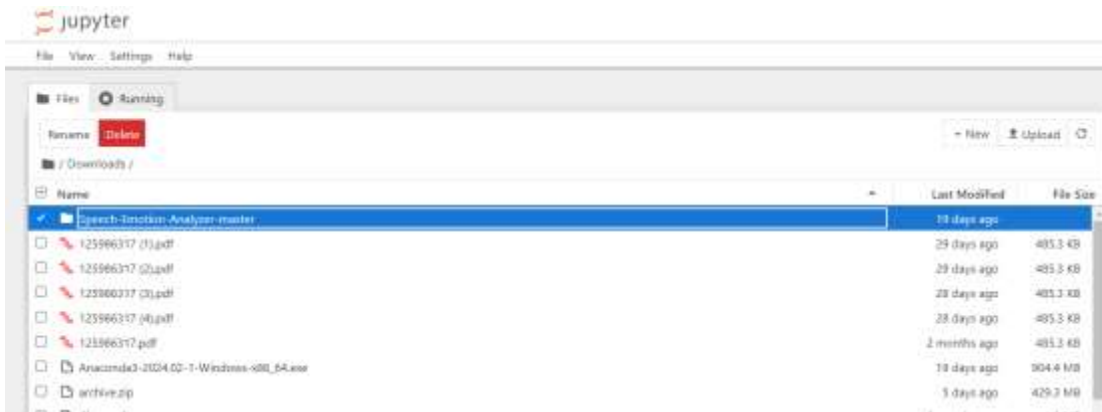 jupyter
File View Settings Help
Files Running
Rename Delete + New Upload
/ Downloads /
Name Last Modified File Size
Speech-Emotion-Analyzer-master 19 days ago
125986317 (1).pdf 29 days ago 485.3 KB
125986317 (2).pdf 29 days ago 485.3 KB
125986317 (3).pdf 28 days ago 485.3 KB
125986317 (4).pdf 28 days ago 485.3 KB
125986317.pdf 2 months ago 485.3 KB
Anaconda3-2024.02-1-Windows-x86_64.exe 19 days ago 904.4 MB
archive.zip 5 days ago 429.3 MB